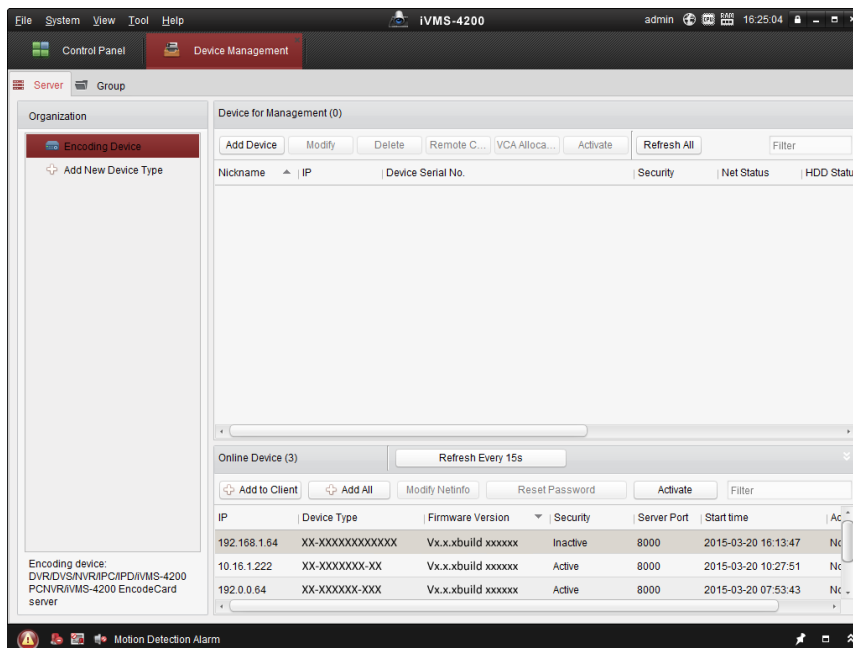 File System View Tool Help iVMS-4200 admin CPU RAM 16:25:04
Control Panel Device Management
Server Group
Organization
Encoding Device
Add New Device Type
Encoding device:
DVR/DVS/NVR/IPC/IPD/iVMS-4200
PCNVR/iVMS-4200 EncodeCard
server
Device for Management (0)
Add Device Modify Delete Remote C... VCA Alloca... Activate Refresh All Filter
Nickname IP Device Serial No. Security Net Status HDD Statu
Online Device (3) Refresh Every 15s
Add to Client Add All Modify Netinfo Reset Password Activate Filter
IP Device Type Firmware Version Security Server Port Start time Ac
192.168.1.64 XX-XXXXXXXXXXXX Vx.x.xbuild xxxxxx Inactive 8000 2015-03-20 16:13:47 No
10.16.1.222 XX-XXXXXXX-XX Vx.x.xbuild xxxxxx Active 8000 2015-03-20 10:27:51 No
192.0.0.64 XX-XXXXXX-XXX Vx.x.xbuild xxxxxx Active 8000 2015-03-20 07:53:43 No
Motion Detection Alarm